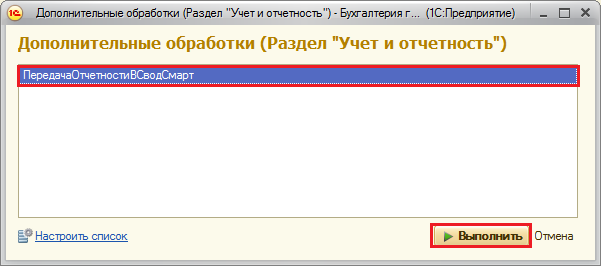 Дополнительные обработки (Раздел "Учет и отчетность") - Бухгалтерия г... (1С:Предприятие)
Дополнительные обработки (Раздел "Учет и отчетность")
ПередачаОтчетностиВСводСмарт
Настроить список Выполнить Отмена